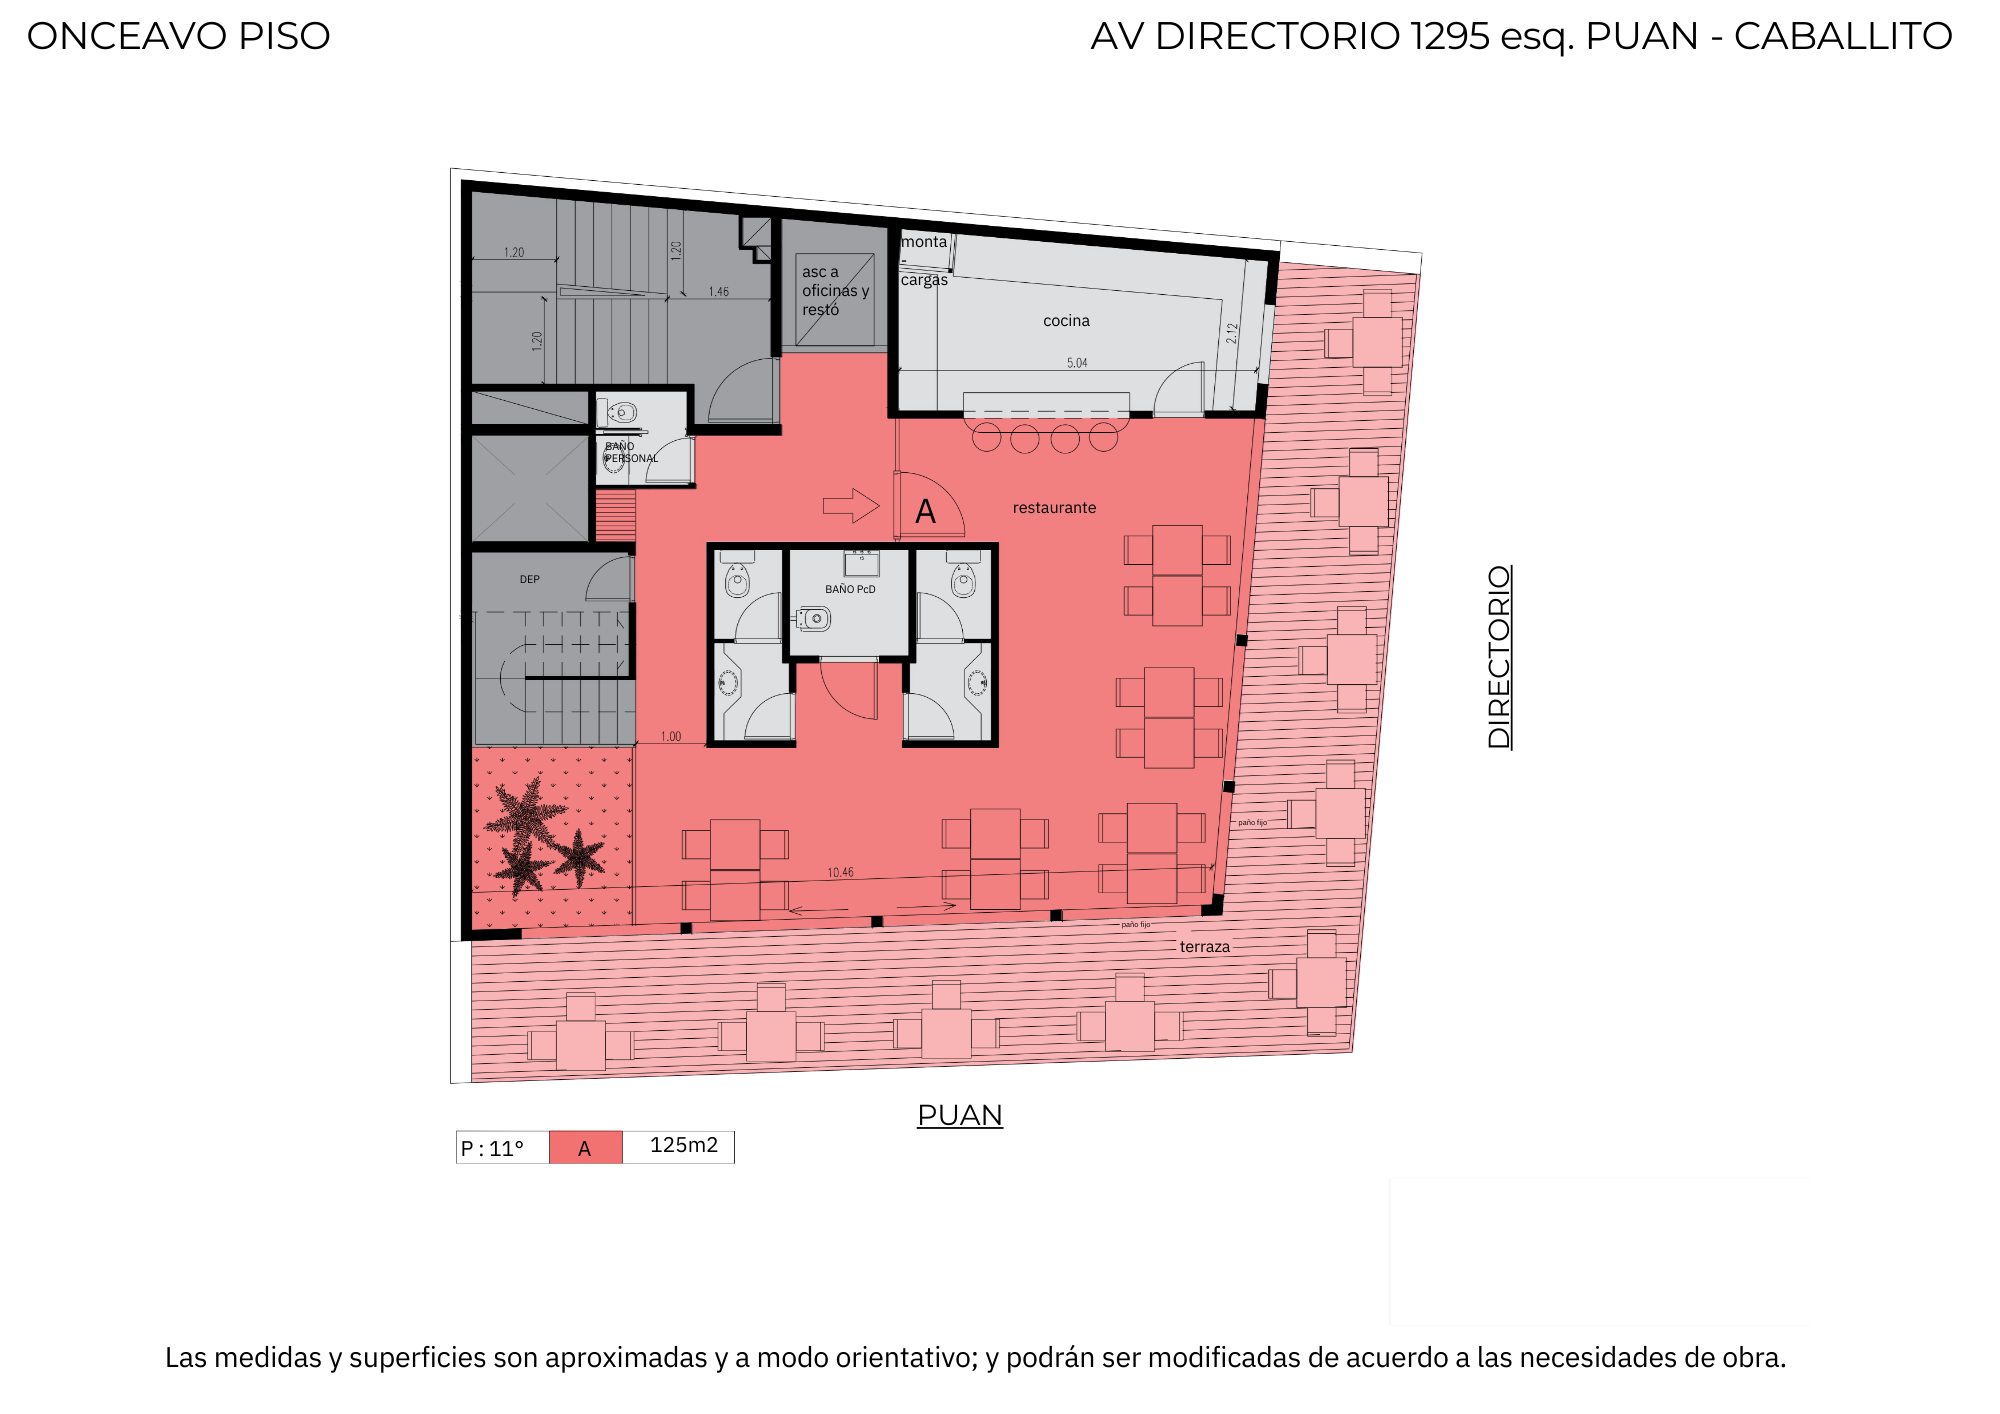 ONCEAVO PISO
AV DIRECTORIO 1295 esq. PUAN - CABALLITO
1.20
1.20
1.46
1.20
asc a
oficinas y
restó
monta
-
cargas
cocina
2.12
5.04
BAÑO
PERSONAL
A
restaurante
DEP
BAÑO PcD
1.00
DIRECTORIO
paño fijo
10.46
paño fijo
terraza
PUAN
P : 11°
A
125m2
Las medidas y superficies son aproximadas y a modo orientativo; y podrán ser modificadas de acuerdo a las necesidades de obra.